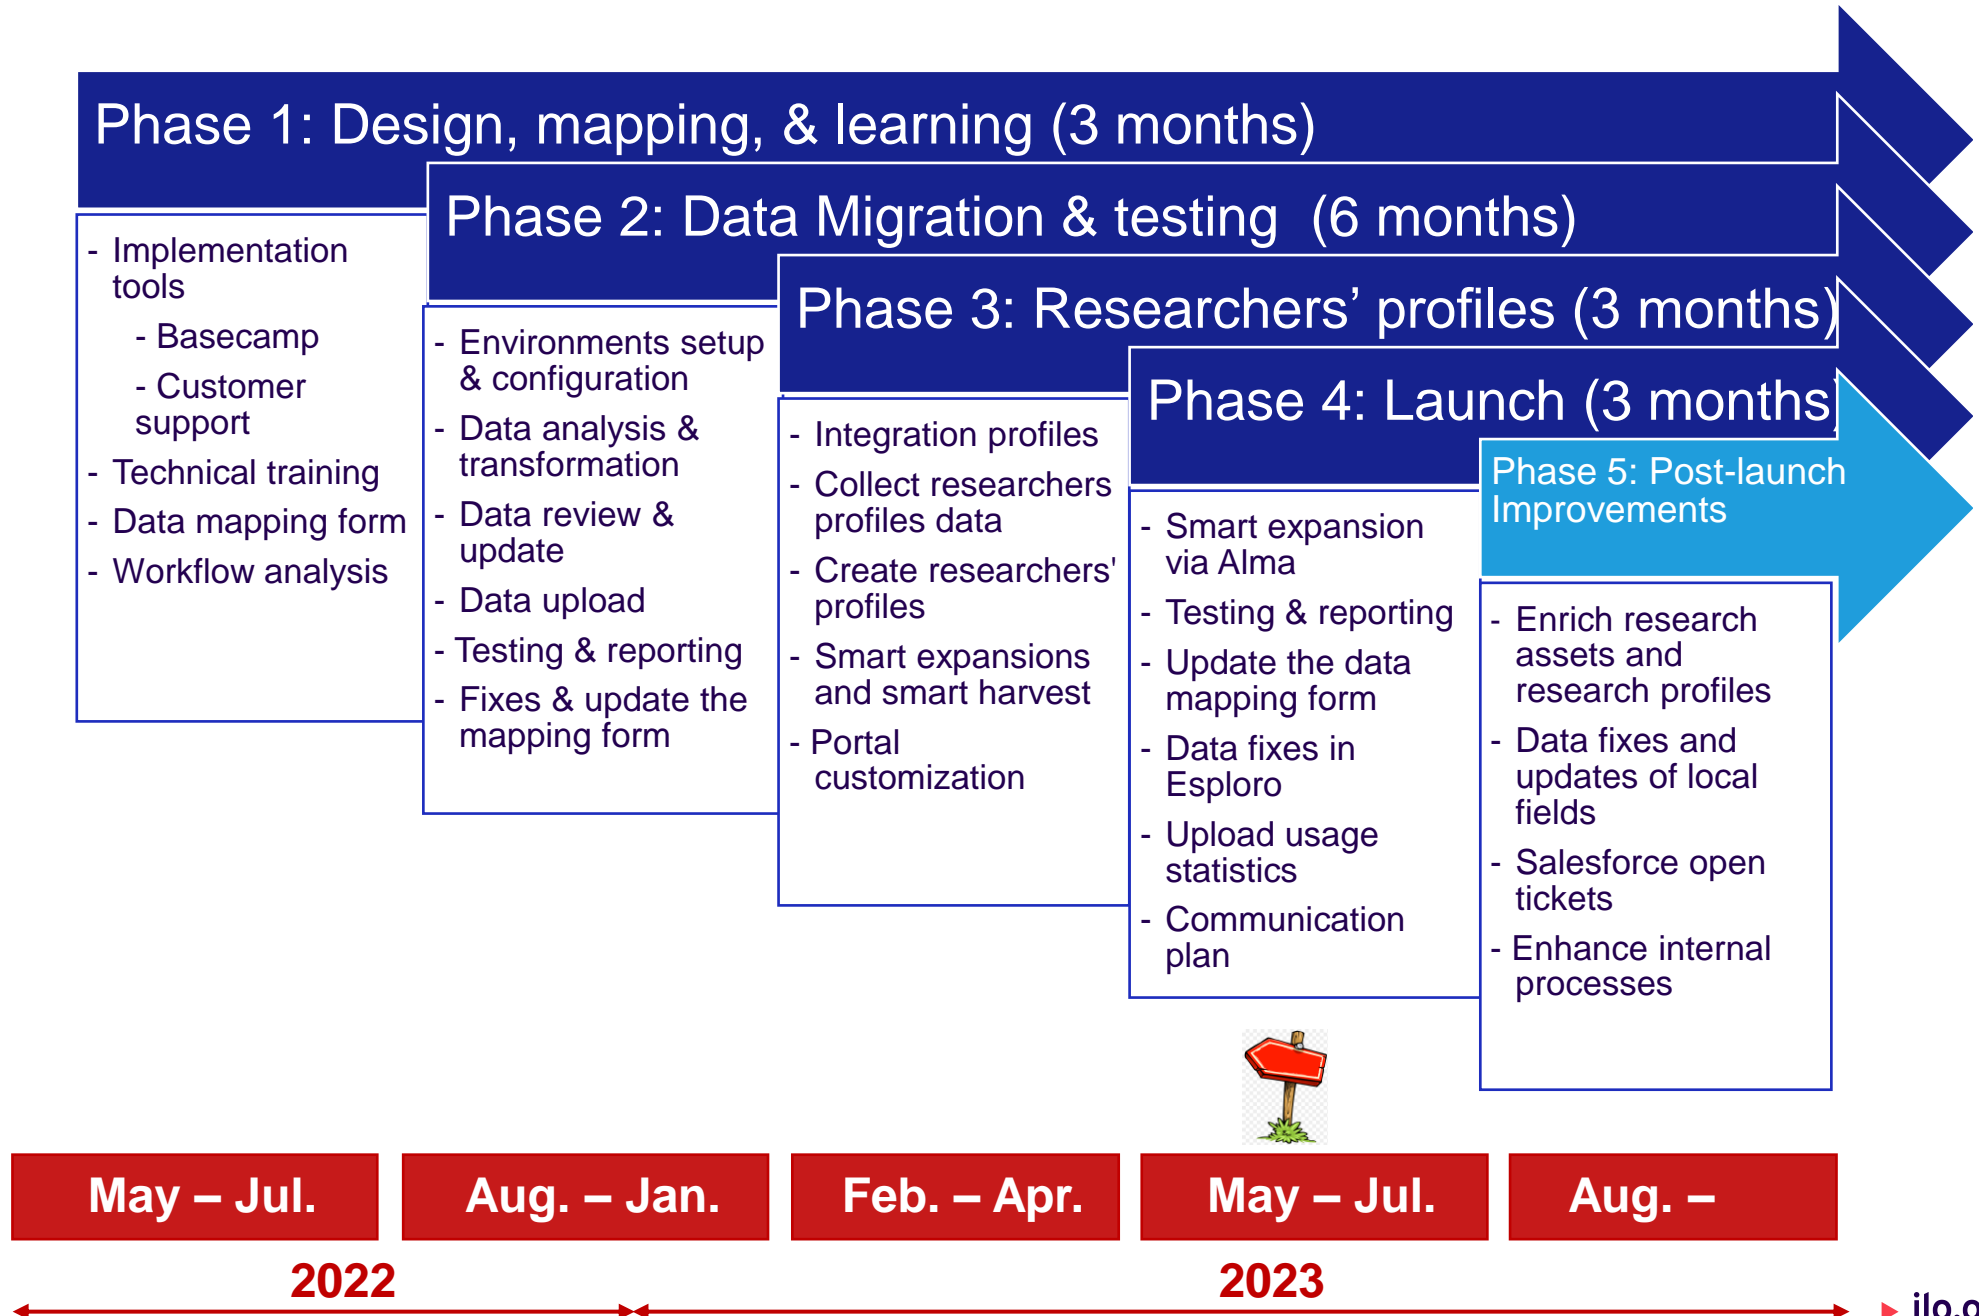 Phase 1: Design, mapping, & learning (3 months)
- Implementation
tools
- Basecamp
- Customer
support
- Technical training
- Data mapping form
- Workflow analysis
Phase 2: Data Migration & testing (6 months)
- Environments setup
& configuration
- Data analysis &
transformation
- Data review &
update
- Data upload
- Testing & reporting
- Fixes & update the
mapping form
Phase 3: Researchers’ profiles (3 months)
- Integration profiles
- Collect researchers
profiles data
- Create researchers'
profiles
- Smart expansions
and smart harvest
- Portal
customization
Phase 4: Launch (3 months)
- Smart expansion
via Alma
- Testing & reporting
- Update the data
mapping form
- Data fixes in
Esploro
- Upload usage
statistics
- Communication
plan
Phase 5: Post-launch
Improvements
- Enrich research
assets and
research profiles
- Data fixes and
updates of local
fields
- Salesforce open
tickets
- Enhance internal
processes
May – Jul.
Aug. – Jan.
Feb. – Apr.
May – Jul.
Aug. –
2022
2023